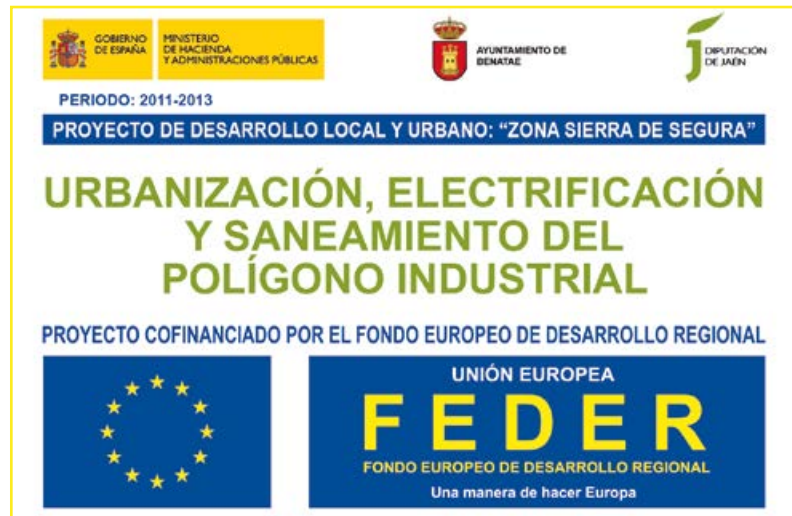 GOBIERNO
DE ESPAÑA
MINISTERIO
DE HACIENDA
Y ADMINISTRACIONES PÚBLICAS
AYUNTAMIENTO DE
BENATAE
DIPUTACIÓN
DE JAÉN
PERIODO: 2011-2013
PROYECTO DE DESARROLLO LOCAL Y URBANO: “ZONA SIERRA DE SEGURA”
URBANIZACIÓN, ELECTRIFICACIÓN
Y SANEAMIENTO DEL
POLÍGONO INDUSTRIAL
PROYECTO COFINANCIADO POR EL FONDO EUROPEO DE DESARROLLO REGIONAL
UNIÓN EUROPEA
FEDER
FONDO EUROPEO DE DESARROLLO REGIONAL
Una manera de hacer Europa